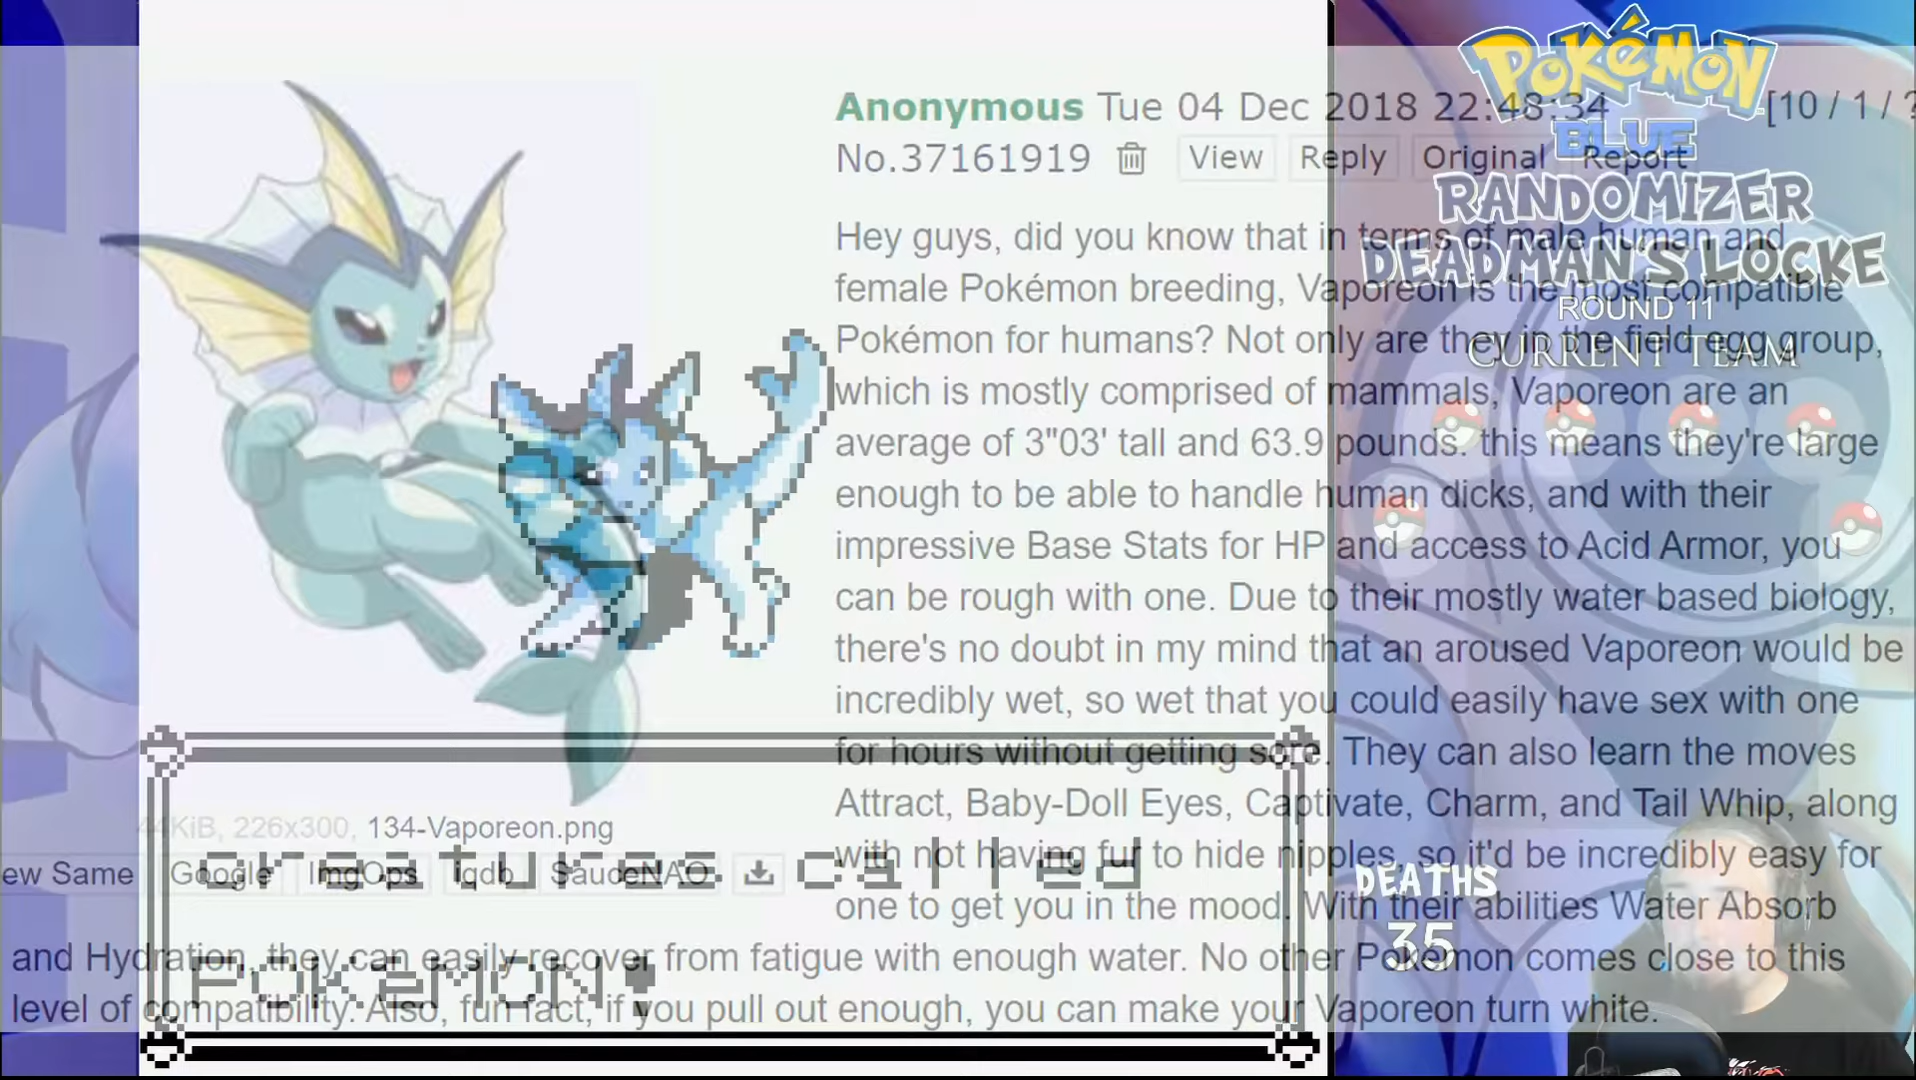 Anonymous Tue 04 Dec 2018 22:48:34 [10 / 1 / ?
No.37161919 View Reply Original Report
Hey guys, did you know that in terms of male human and
female Pokémon breeding, Vaporeon is the most compatible
Pokémon for humans? Not only are they in the field egg group,
which is mostly comprised of mammals, Vaporeon are an
average of 3"03' tall and 63.9 pounds. this means they're large
enough to be able to handle human dicks, and with their
impressive Base Stats for HP and access to Acid Armor, you
can be rough with one. Due to their mostly water based biology,
there's no doubt in my mind that an aroused Vaporeon would be
incredibly wet, so wet that you could easily have sex with one
for hours without getting sore. They can also learn the moves
Attract, Baby-Doll Eyes, Captivate, Charm, and Tail Whip, along
with not having fur to hide nipples, so it'd be incredibly easy for
one to get you in the mood. With their abilities Water Absorb
and Hydration, they can easily recover from fatigue with enough water. No other Pokémon comes close to this
level of compatibility. Also, fun fact, if you pull out enough, you can make your Vaporeon turn white.
44KiB, 226x300, 134-Vaporeon.png
ew Same Google ImgOps iqdb SauceNAO
creatures called
POKéMON!
POKéMON
BLUE
RANDOMIZER
DEADMAN'S LOCKE
ROUND 11
CURRENT TEAM
DEATHS
35